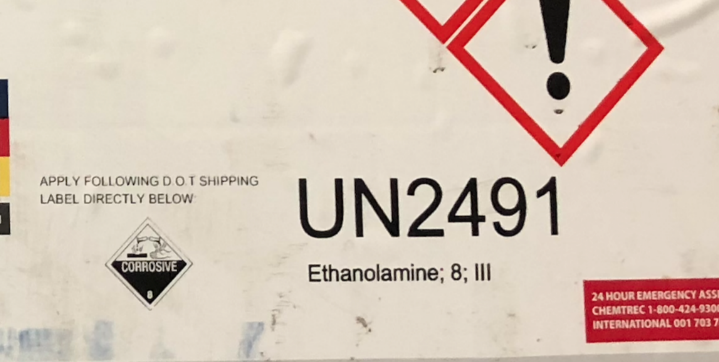 APPLY FOLLOWING D.O.T SHIPPING
LABEL DIRECTLY BELOW
UN2491
Ethanolamine; 8; III
CORROSIVE
8
24 HOUR EMERGENCY
CHEMTREC 1-800-424-930
INTERNATIONAL 001 703 7